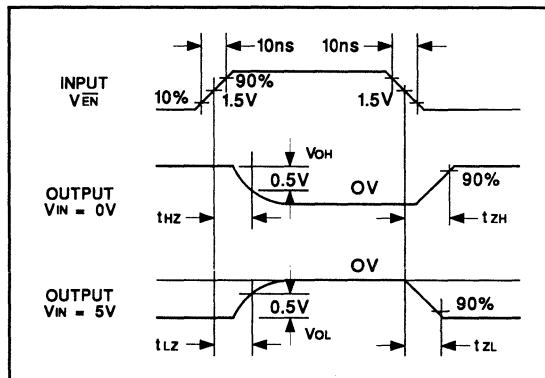 10ns 10ns
INPUT
VEN
90%
10%
1.5V 1.5V
VOH
0.5V
OUTPUT
VIN = 0V
OV
90%
tHZ tZH
OV
OUTPUT
VIN = 5V
0.5V
90%
VOL
tLZ tZL